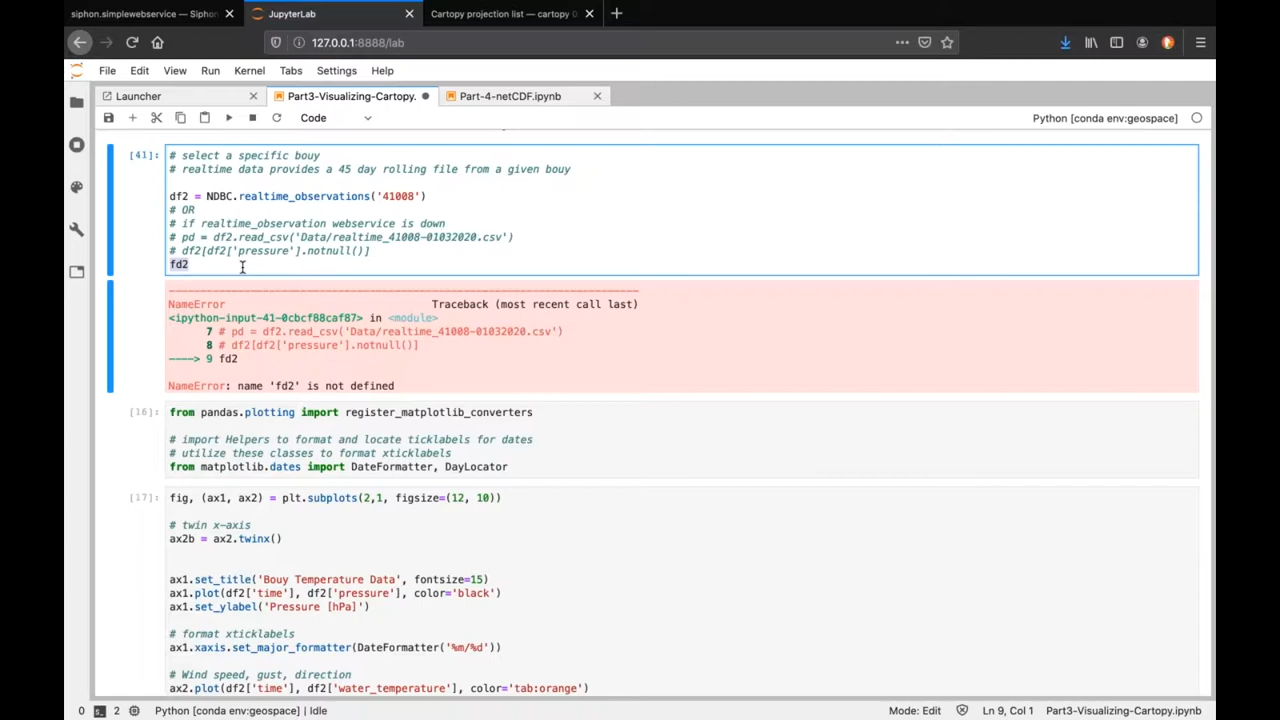 siphon.simplewebservice — Siphon
JupyterLab
Cartopy projection list — cartopy 0
127.0.0.1:8888/lab
File Edit View Run Kernel Tabs Settings Help
Launcher
Part3-Visualizing-Cartopy.
Part-4-netCDF.ipynb
Code
Python [conda env:geospace]
[41]:
# select a specific bouy
# realtime data provides a 45 day rolling file from a given bouy
df2 = NDBC.realtime_observations('41008')
# OR
# if realtime_observation webservice is down
# pd = df2.read_csv('Data/realtime_41008-01032020.csv')
# df2[df2['pressure'].notnull()]
fd2
NameError Traceback (most recent call last)
<ipython-input-41-0cbcf88caf87> in <module>
7 # pd = df2.read_csv('Data/realtime_41008-01032020.csv')
8 # df2[df2['pressure'].notnull()]
----> 9 fd2
NameError: name 'fd2' is not defined
[16]:
from pandas.plotting import register_matplotlib_converters
# import Helpers to format and locate ticklabels for dates
# utilize these classes to format xticklabels
from matplotlib.dates import DateFormatter, DayLocator
[17]:
fig, (ax1, ax2) = plt.subplots(2,1, figsize=(12, 10))
# twin x-axis
ax2b = ax2.twinx()
ax1.set_title('Bouy Temperature Data', fontsize=15)
ax1.plot(df2['time'], df2['pressure'], color='black')
ax1.set_ylabel('Pressure [hPa]')
# format xticklabels
ax1.xaxis.set_major_formatter(DateFormatter('%m/%d'))
# Wind speed, gust, direction
ax2.plot(df2['time'], df2['water_temperature'], color='tab:orange')
0 2 Python [conda env:geospace] | Idle Mode: Edit Ln 9, Col 1 Part3-Visualizing-Cartopy.ipynb